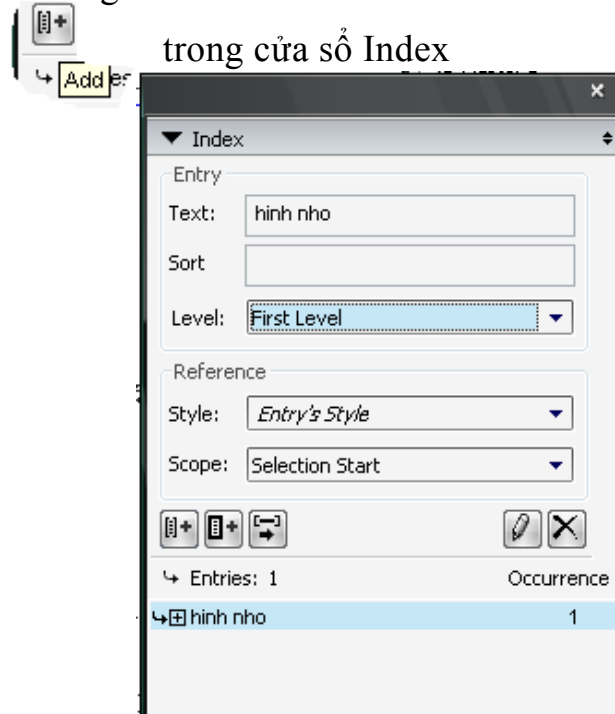 trong cửa sổ Index
Add
Index
Entry
Text: hinh nho
Sort
Level: First Level
Reference
Style: Entry's Style
Scope: Selection Start
Entries: 1 Occurrence
hinh nho 1